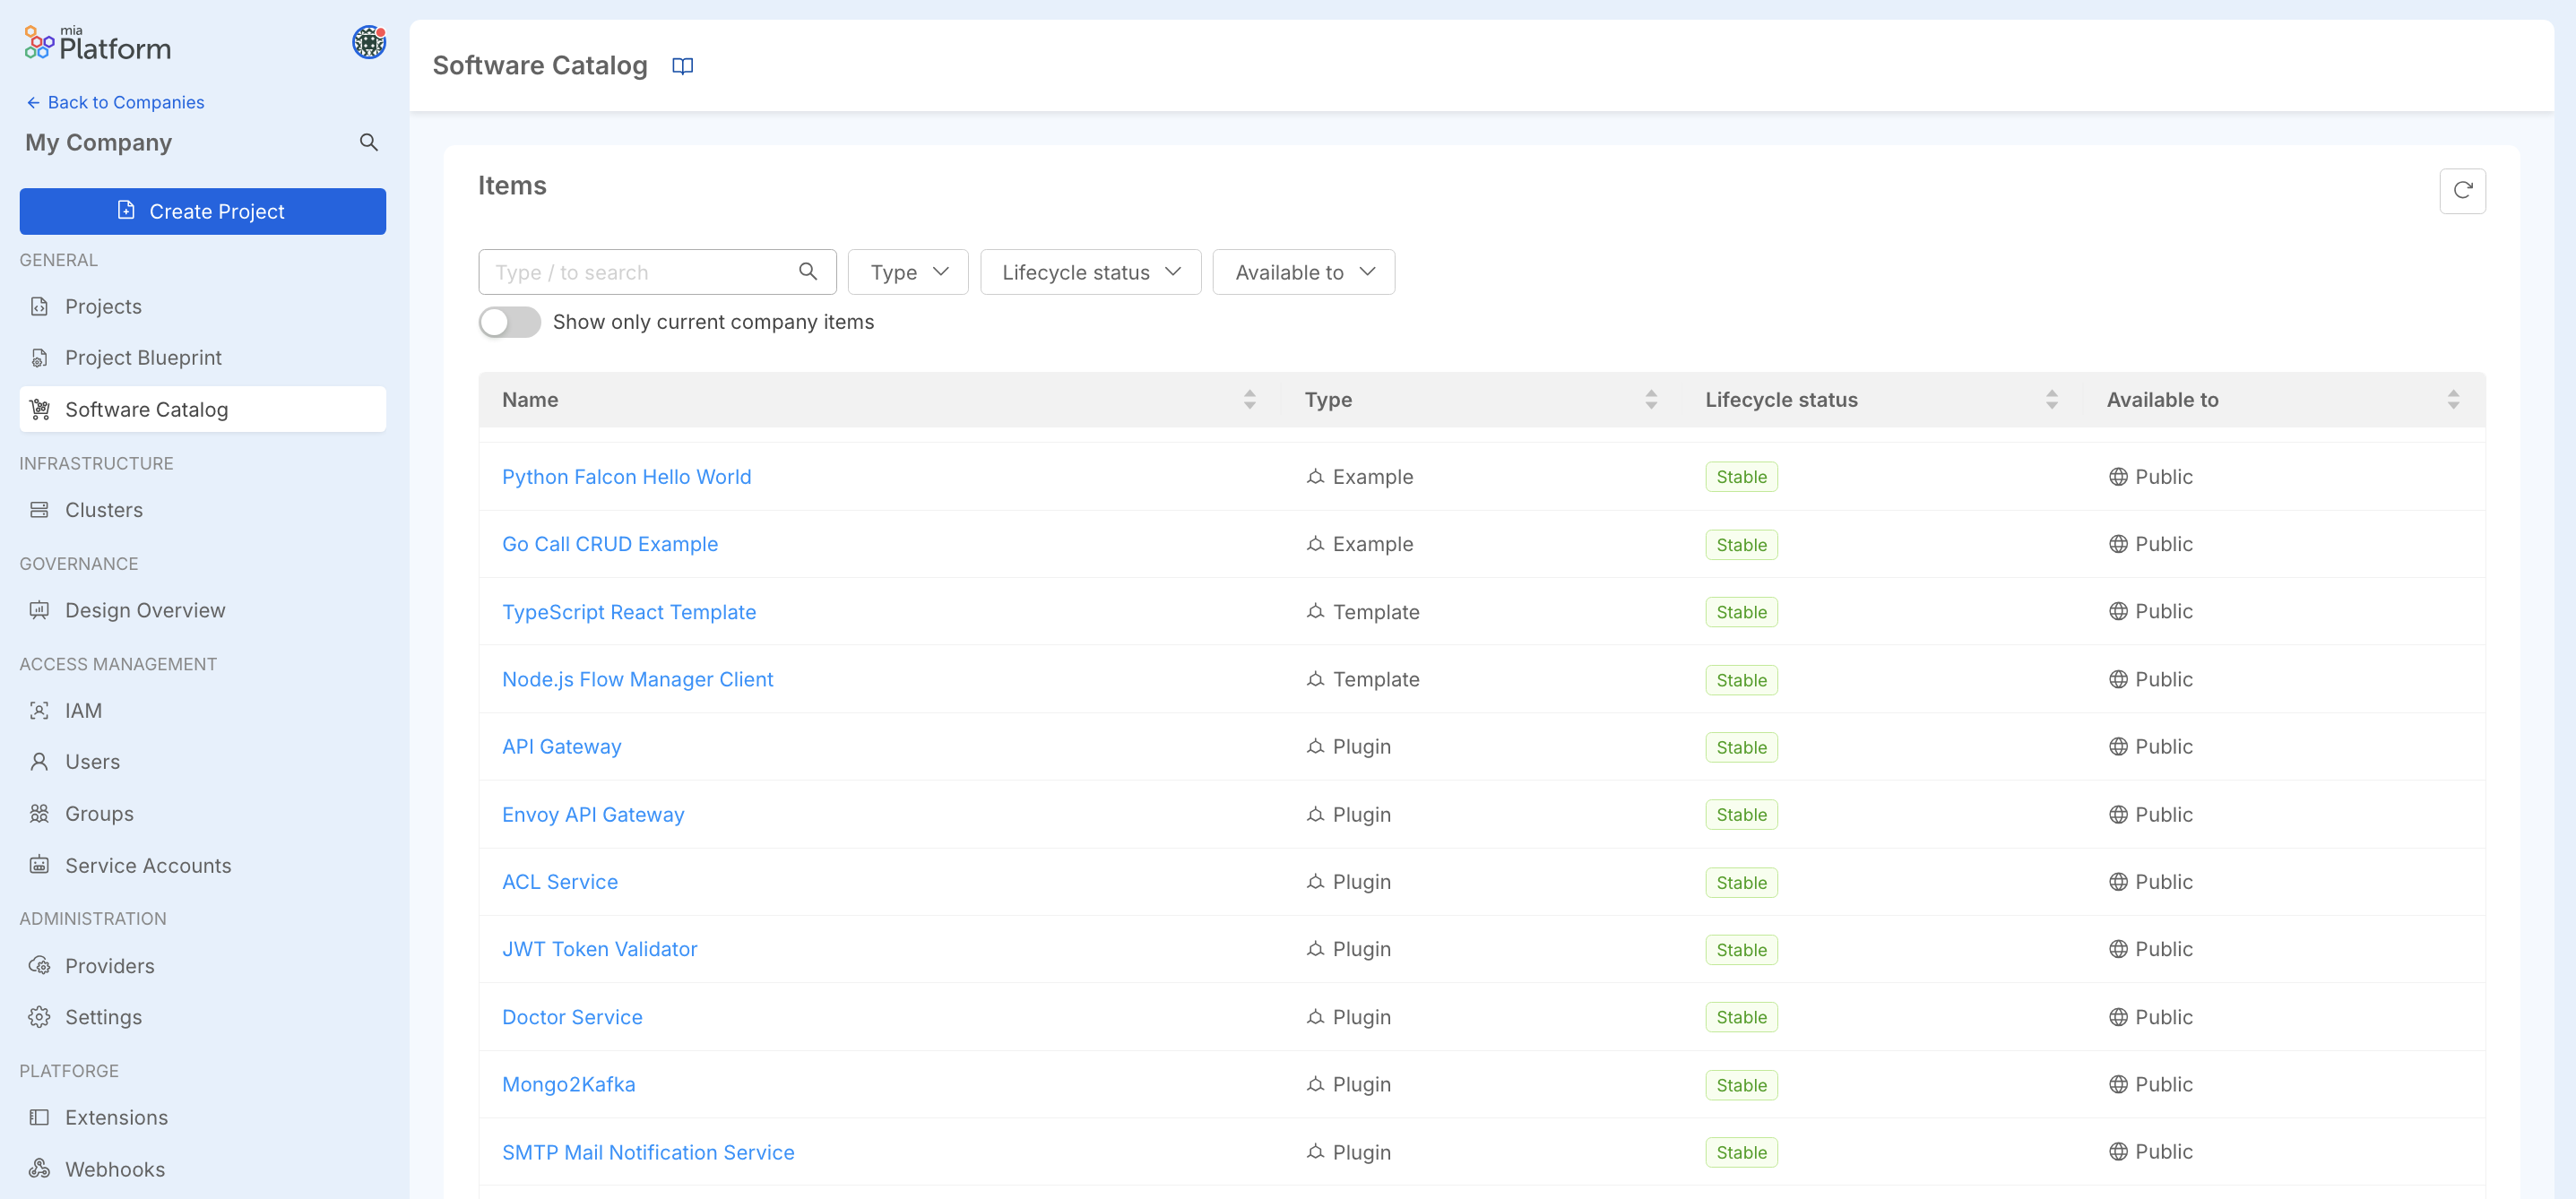 mia
Platform
Back to Companies
My Company
Create Project
GENERAL
Projects
Project Blueprint
Software Catalog
INFRASTRUCTURE
Clusters
GOVERNANCE
Design Overview
ACCESS MANAGEMENT
IAM
Users
Groups
Service Accounts
ADMINISTRATION
Providers
Settings
PLATFORGE
Extensions
Webhooks
Software Catalog
Items
Type / to search
Type
Lifecycle status
Available to
Show only current company items
Name Type Lifecycle status Available to
Python Falcon Hello World Example Stable Public
Go Call CRUD Example Example Stable Public
TypeScript React Template Template Stable Public
Node.js Flow Manager Client Template Stable Public
API Gateway Plugin Stable Public
Envoy API Gateway Plugin Stable Public
ACL Service Plugin Stable Public
JWT Token Validator Plugin Stable Public
Doctor Service Plugin Stable Public
Mongo2Kafka Plugin Stable Public
SMTP Mail Notification Service Plugin Stable Public